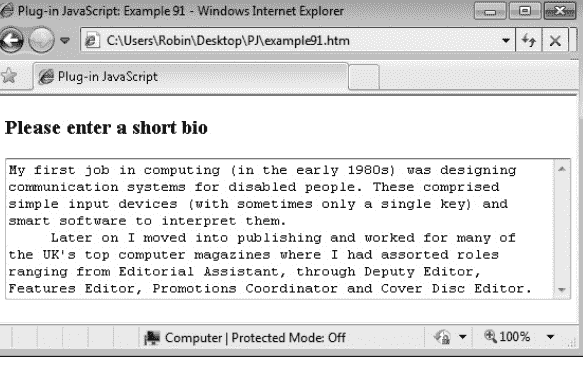 Plug-in JavaScript: Example 91 - Windows Internet Explorer
C:\Users\Robin\Desktop\PJ\example91.htm
Plug-in JavaScript
Please enter a short bio
My first job in computing (in the early 1980s) was designing
communication systems for disabled people. These comprised
simple input devices (with sometimes only a single key) and
smart software to interpret them.
Later on I moved into publishing and worked for many of
the UK's top computer magazines where I had assorted roles
ranging from Editorial Assistant, through Deputy Editor,
Features Editor, Promotions Coordinator and Cover Disc Editor.
Computer | Protected Mode: Off
100%